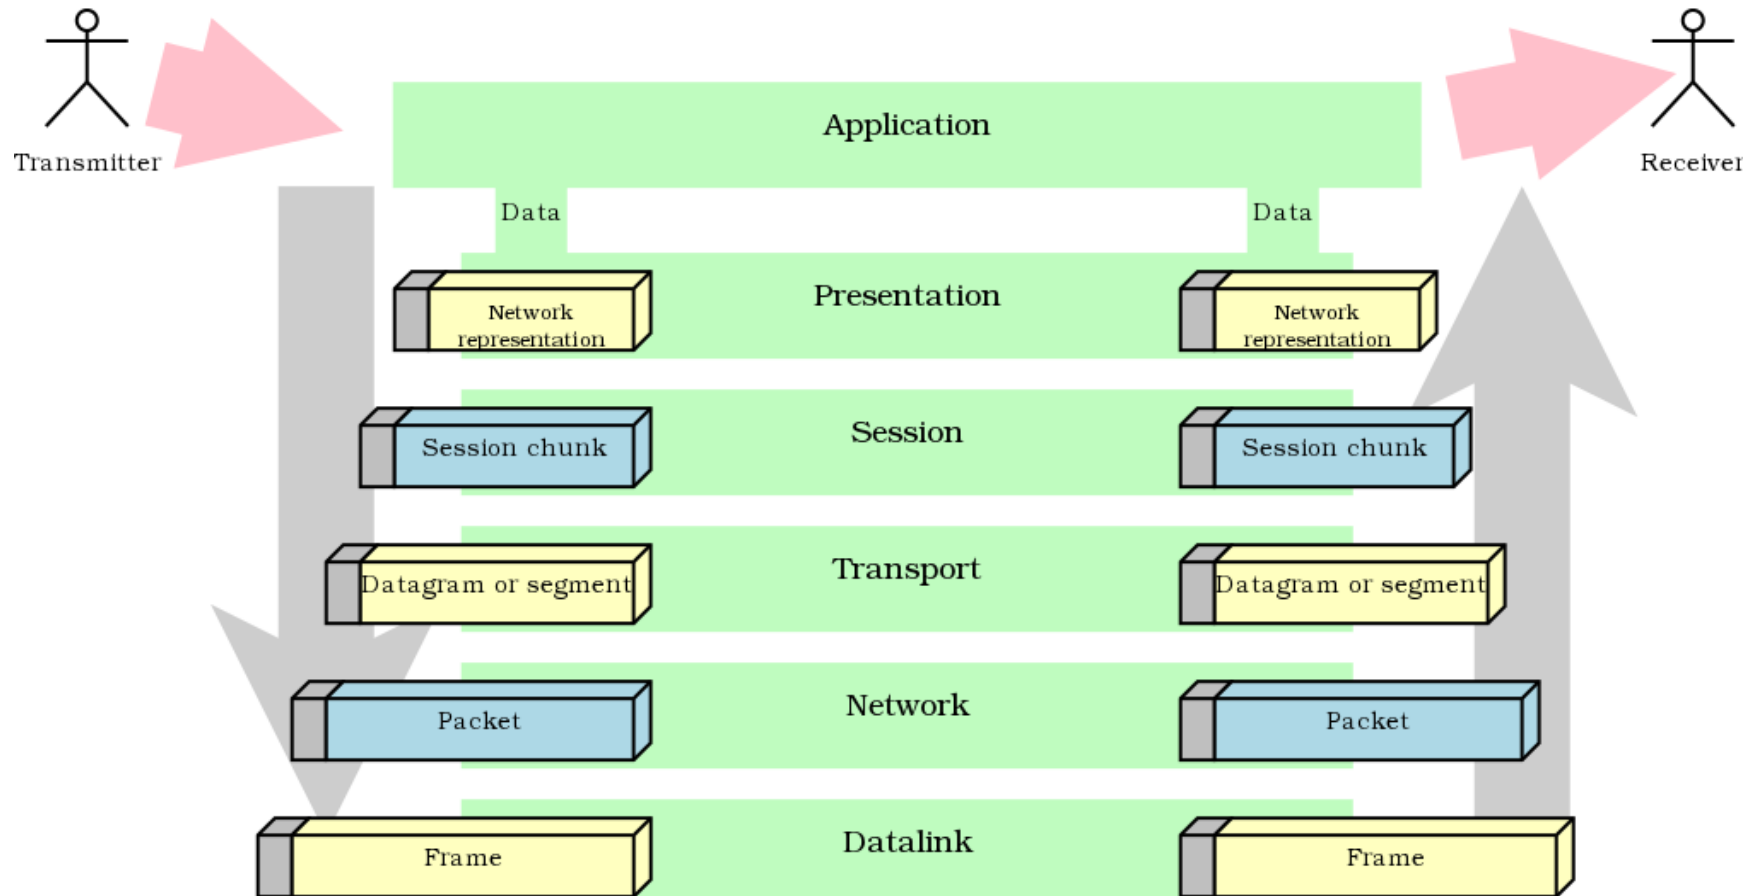 Transmitter
Receiver
Application
Data
Data
Network
representation
Presentation
Network
representation
Session chunk
Session
Session chunk
Datagram or segment
Transport
Datagram or segment
Packet
Network
Packet
Frame
Datalink
Frame